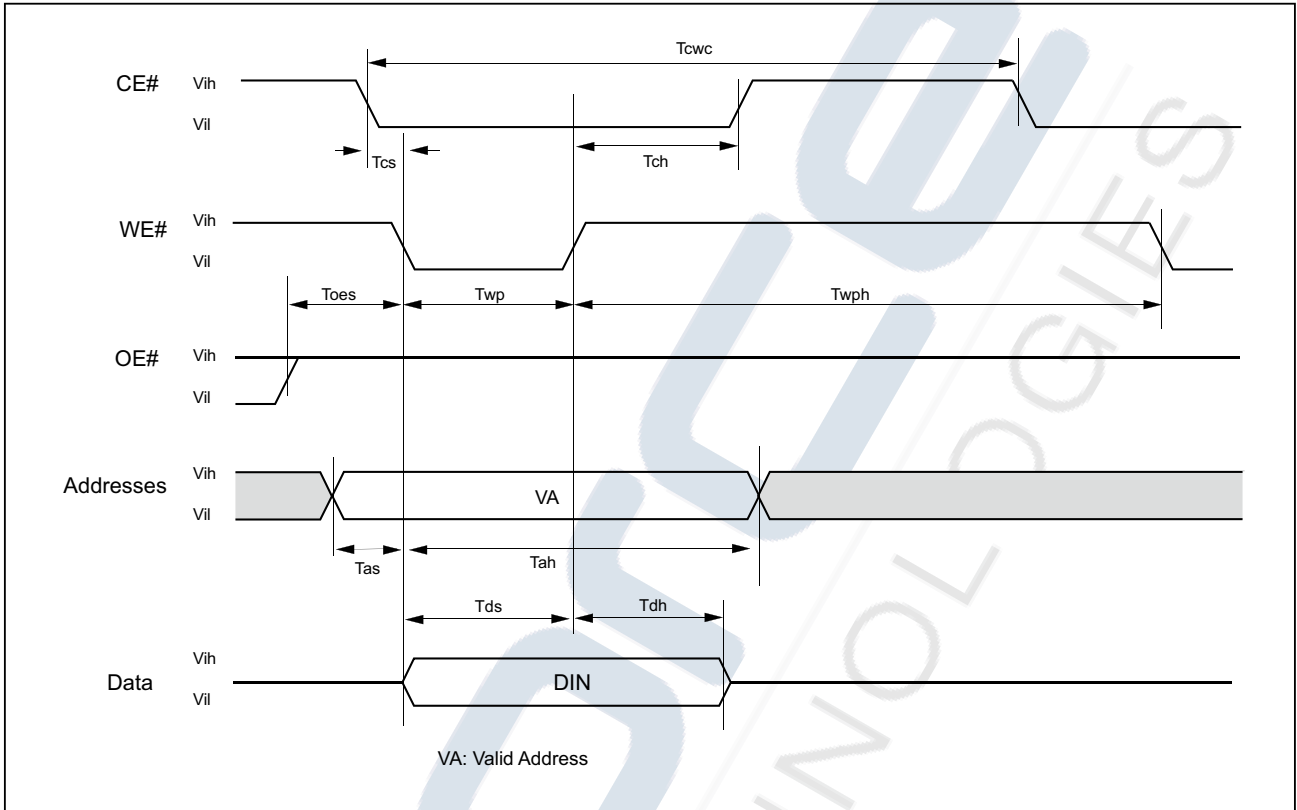 Tcwc
CE#
Vih
Vil
Tcs
Tch
WE#
Vih
Vil
Toes
Twp
Twph
OE#
Vih
Vil
Addresses
Vih
Vil
VA
Tas
Tah
Tds
Tdh
Data
Vih
Vil
DIN
VA: Valid Address
NOLOGIES